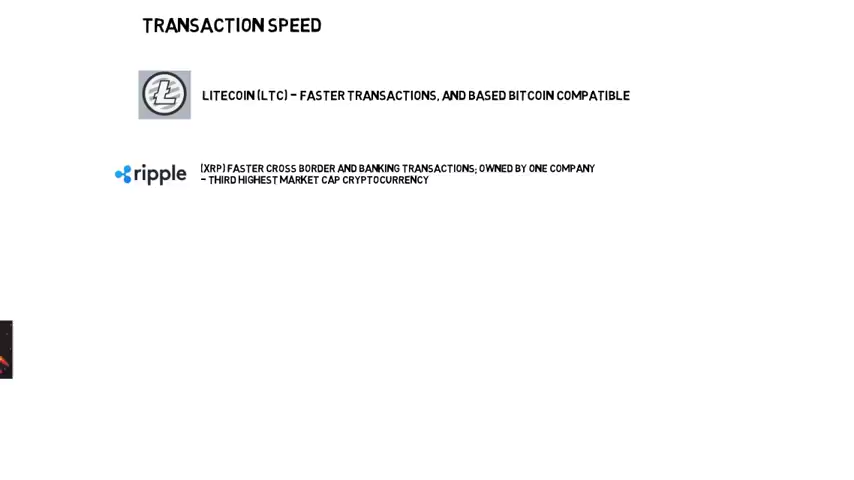 TRANSACTION SPEED
LITECOIN (LTC) - FASTER TRANSACTIONS, AND BASED BITCOIN COMPATIBLE
ripple
(XRP) FASTER CROSS BORDER AND BANKING TRANSACTIONS; OWNED BY ONE COMPANY
- THIRD HIGHEST MARKET CAP CRYPTOCURRENCY